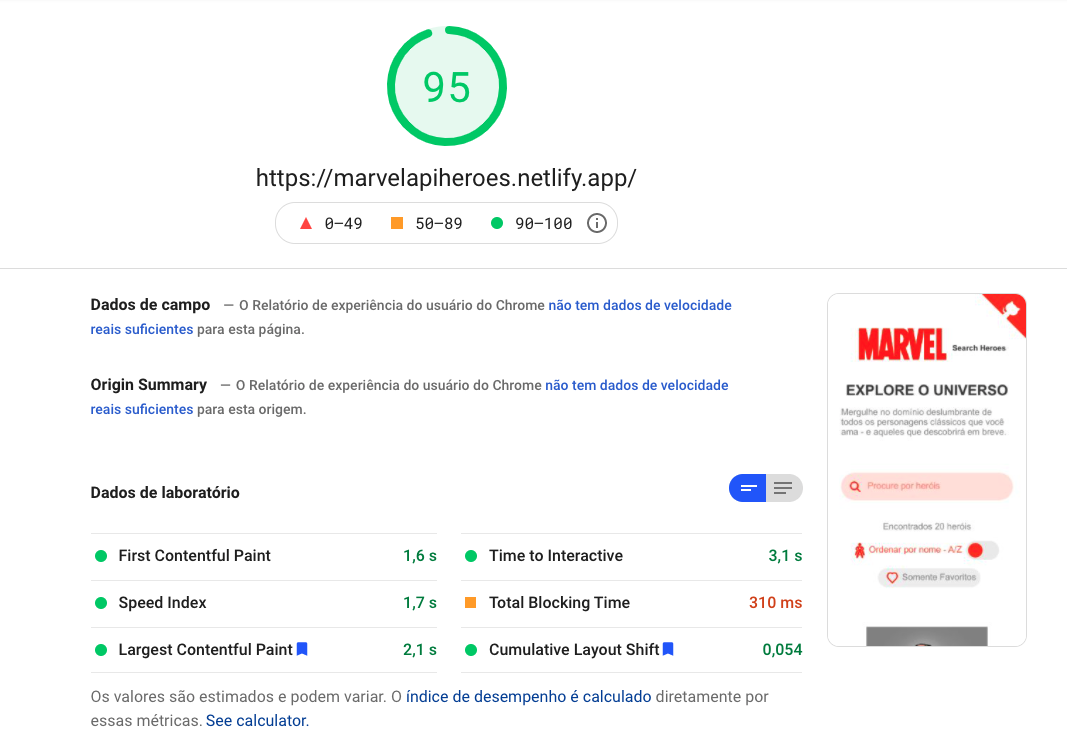 95
https://marvelapiheroes.netlify.app/
0–49 50–89 90–100
Dados de campo — O Relatório de experiência do usuário do Chrome não tem dados de velocidade
reais suficientes para esta página.
Origin Summary — O Relatório de experiência do usuário do Chrome não tem dados de velocidade
reais suficientes para esta origem.
Dados de laboratório
First Contentful Paint 1,6 s
Time to Interactive 3,1 s
Speed Index 1,7 s
Total Blocking Time 310 ms
Largest Contentful Paint 2,1 s
Cumulative Layout Shift 0,054
Os valores são estimados e podem variar. O índice de desempenho é calculado diretamente por
essas métricas. See calculator.
MARVEL Search Heroes
EXPLORE O UNIVERSO
Mergulhe no domínio deslumbrante de
todos os personagens clássicos que você
ama - e aqueles que descobrirá em breve.
Procure por heróis
Encontrados 20 heróis
Ordenar por nome - A/Z
Somente Favoritos